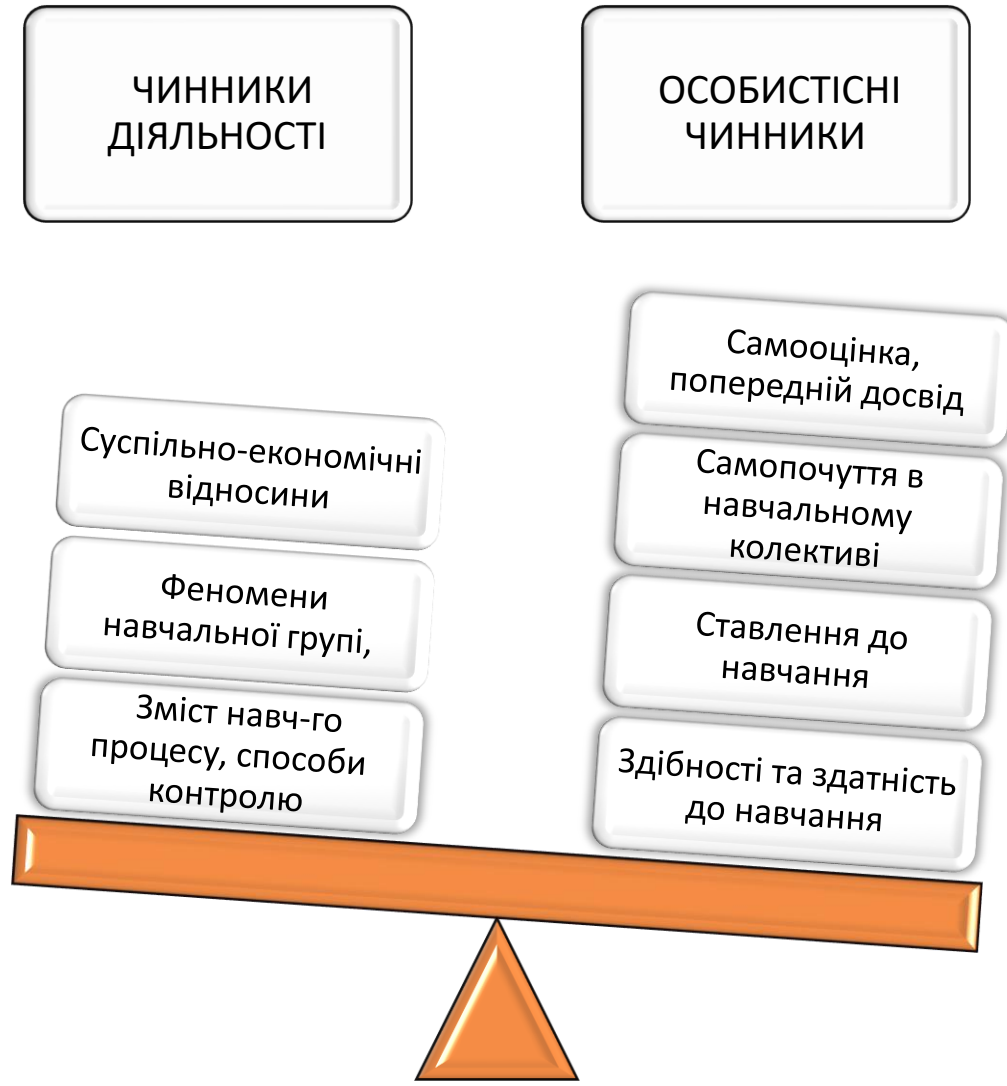 ЧИННИКИ
ДІЯЛЬНОСТІ
ОСОБИСТІСНІ
ЧИННИКИ
Суспільно-економічні
відносини
Феномени
навчальної групі,
Зміст навч-го
процесу, способи
контролю
Самооцінка,
попередній досвід
Самопочуття в
навчальному
колективі
Ставлення до
навчання
Здібності та здатність
до навчання